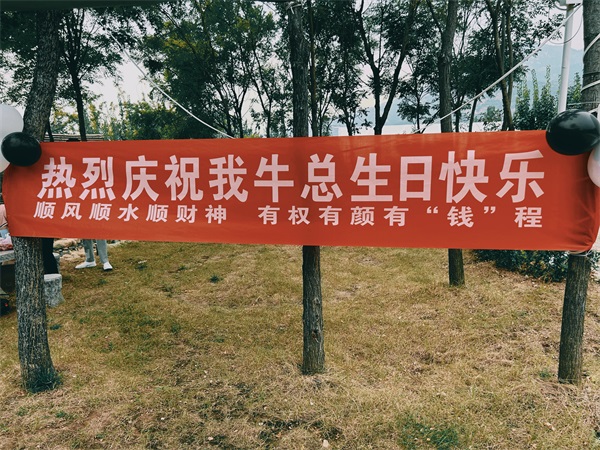 热烈庆祝我牛总生日快乐
顺风顺水顺财神 有权有颜有“钱”程